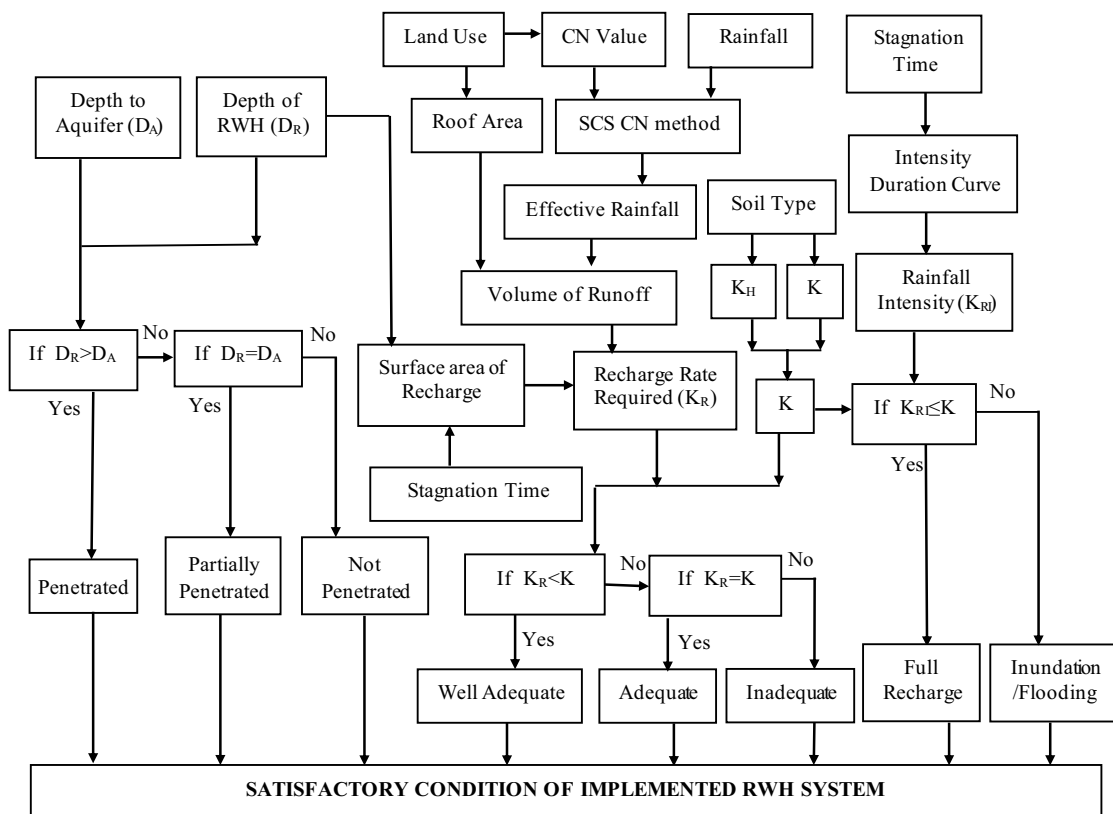 Land Use
CN Value
Rainfall
Stagnation
Time
Depth to
Aquifer (DA)
Depth of
RWH (DR)
Roof Area
SCS CN method
Intensity
Duration Curve
Effective Rainfall
Soil Type
Volume of Runoff
KH
K
Rainfall
Intensity (KRI)
If DR>DA
No
If DR=DA
No
Surface area of
Recharge
Recharge Rate
Required (KR)
K
If KRI≤K
No
Yes
Yes
Yes
Stagnation Time
Penetrated
Partially
Penetrated
Not
Penetrated
If KR<K
No
If KR=K
No
Yes
Yes
Well Adequate
Adequate
Inadequate
Full
Recharge
Inundation
/Flooding
SATISFACTORY CONDITION OF IMPLEMENTED RWH SYSTEM